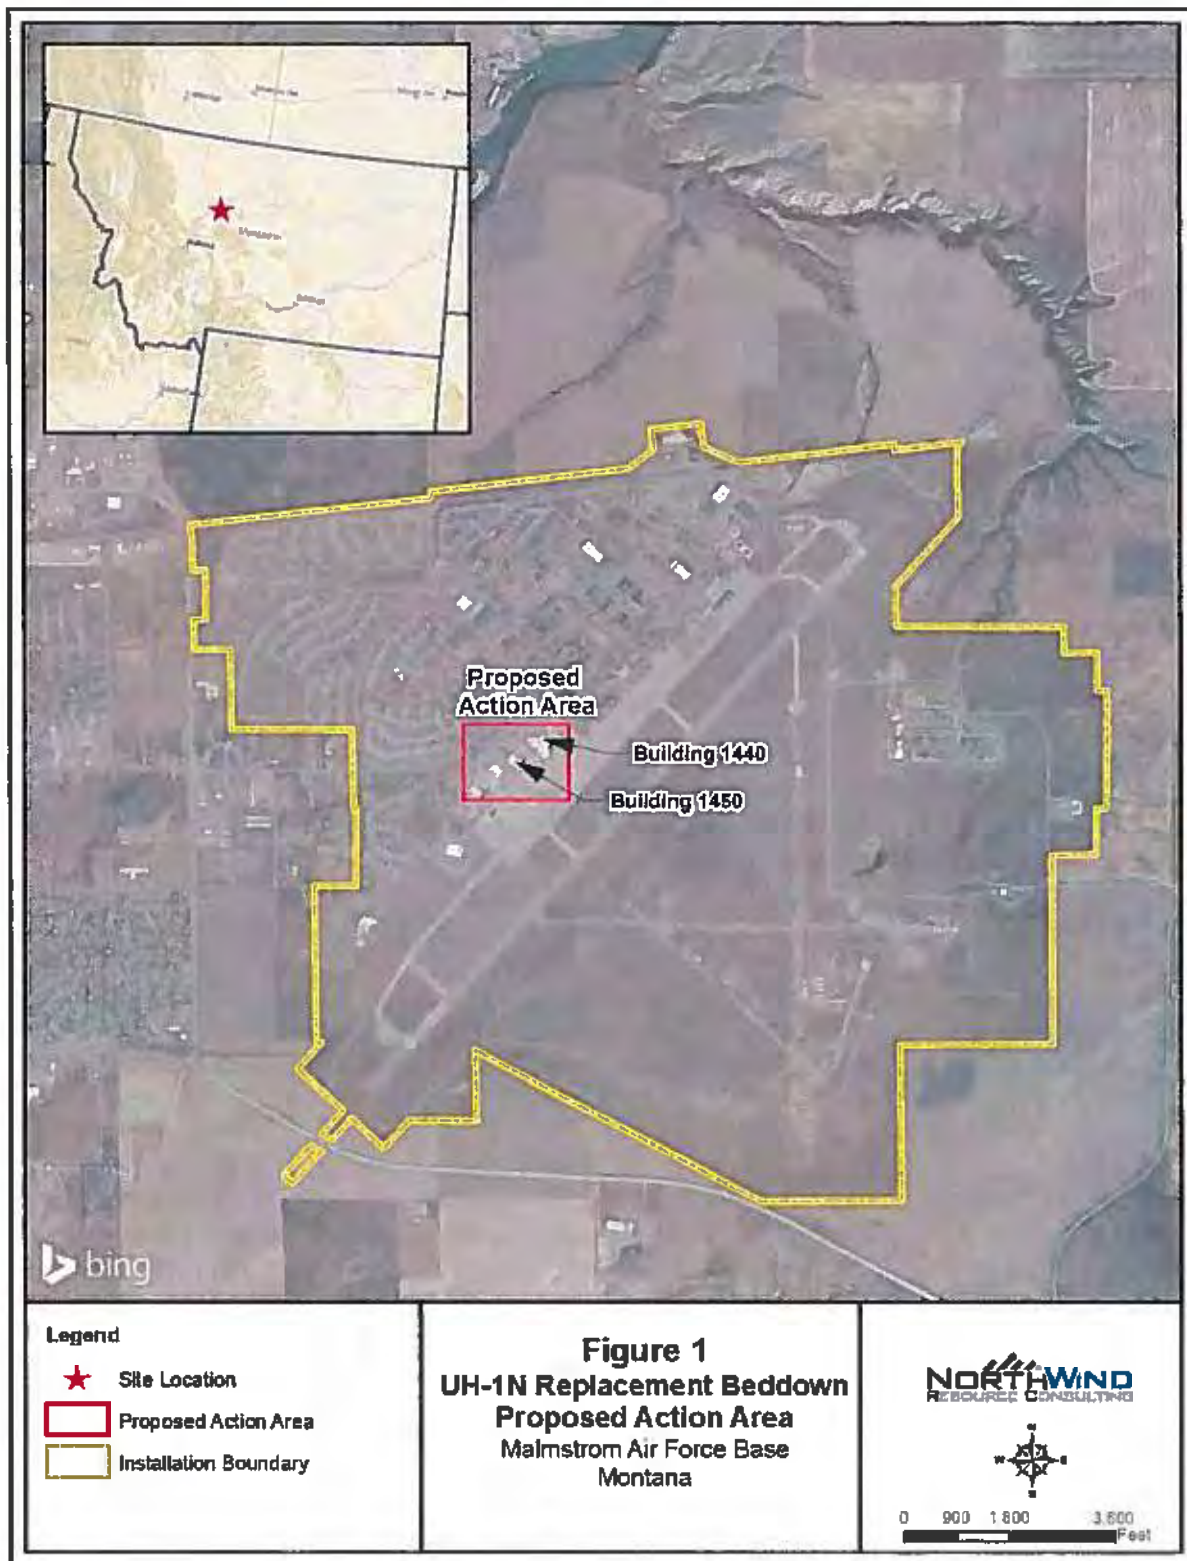 Proposed
Action Area
Building 1440
Building 1450
bing
Legend
Site Location
Proposed Action Area
Installation Boundary
Figure 1
UH-1N Replacement Beddown
Proposed Action Area
Malmstrom Air Force Base
Montana
NORTHWIND
RESOURCE CONSULTING
N
W E
S
0 900 1 800 3,600
Feet